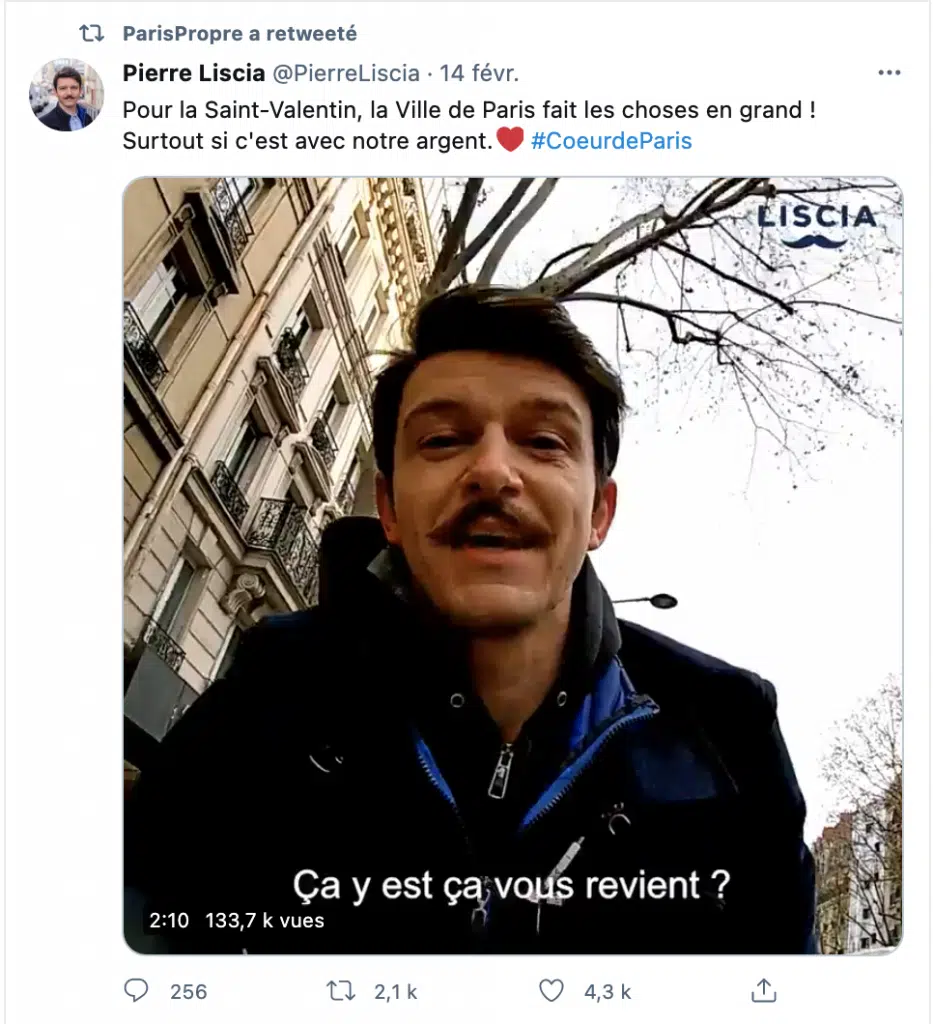 ParisPropre a retweeté
Pierre Liscia @PierreLiscia · 14 févr.
Pour la Saint-Valentin, la Ville de Paris fait les choses en grand !
Surtout si c'est avec notre argent.❤️ #CoeurdeParis
LISCIA
Ça y est ça vous revient ?
2:10 133,7 k vues
256 2,1 k 4,3 k